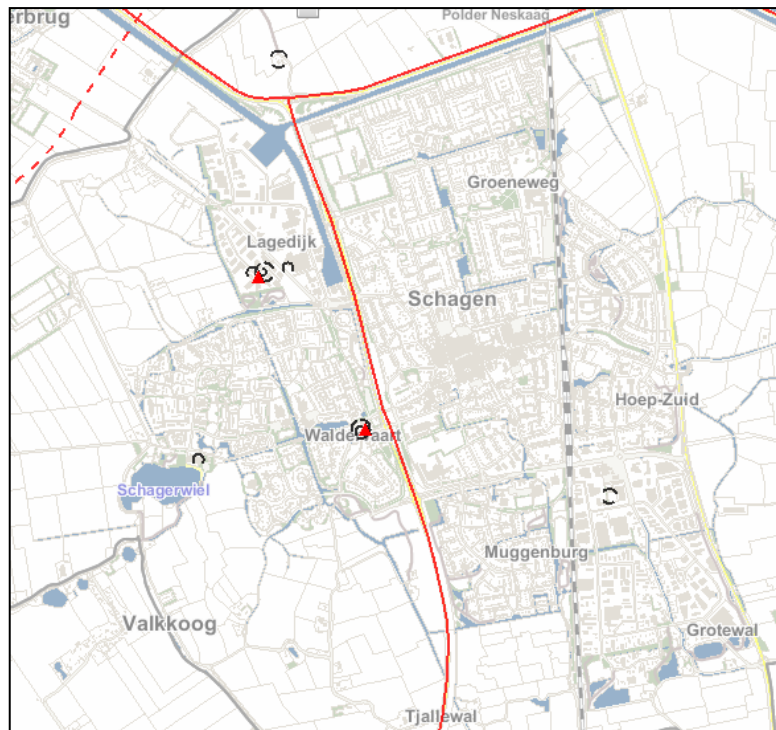 erbrug
Polder Neskaag
Groeneweg
Lagedijk
Schagen
Hoep-Zuid
Waldervaart
Schagerwiel
Muggenburg
Valkkoog
Grotewal
Tjallewal